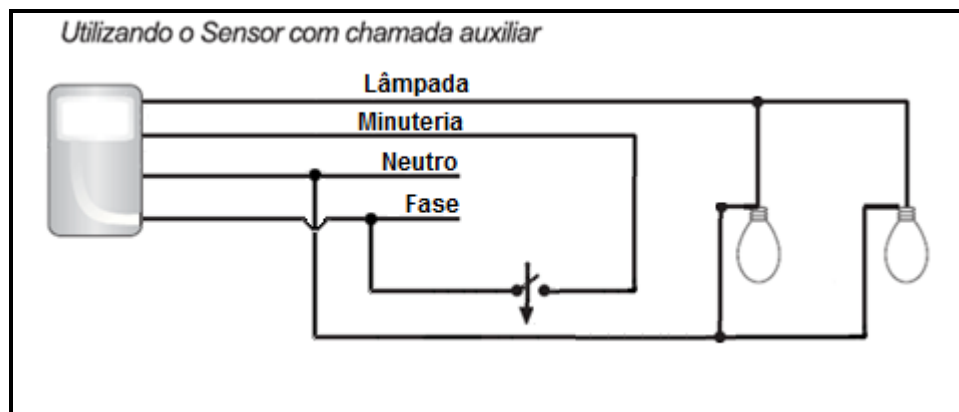 Utilizando o Sensor com chamada auxiliar
Lâmpada
Minuteria
Neutro
Fase